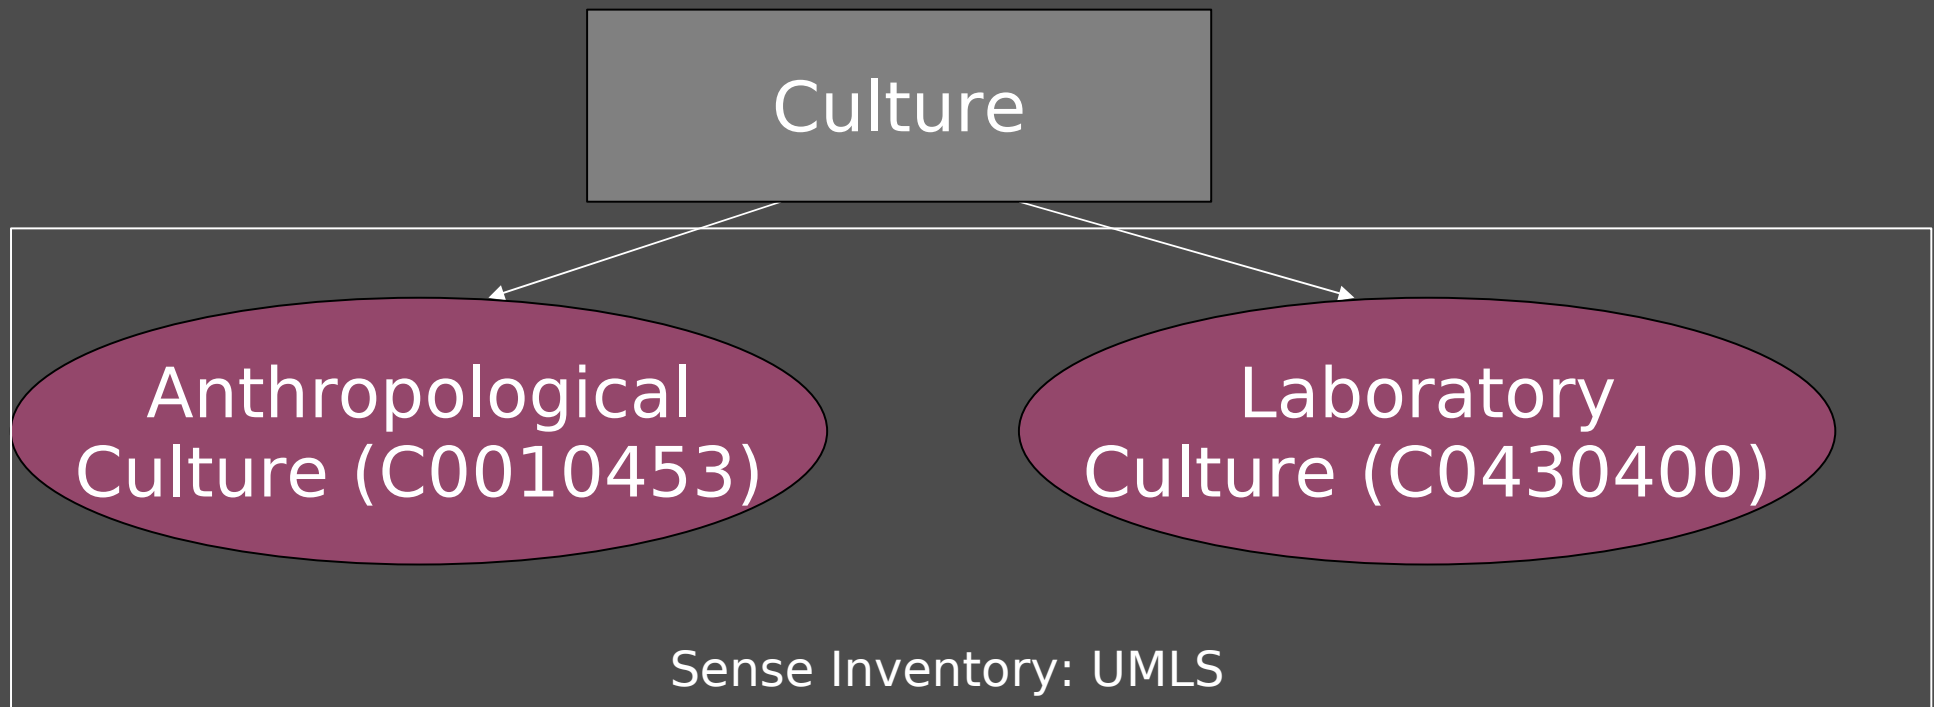 Culture
Anthropological
Culture (C0010453)
Laboratory
Culture (C0430400)
Sense Inventory: UMLS